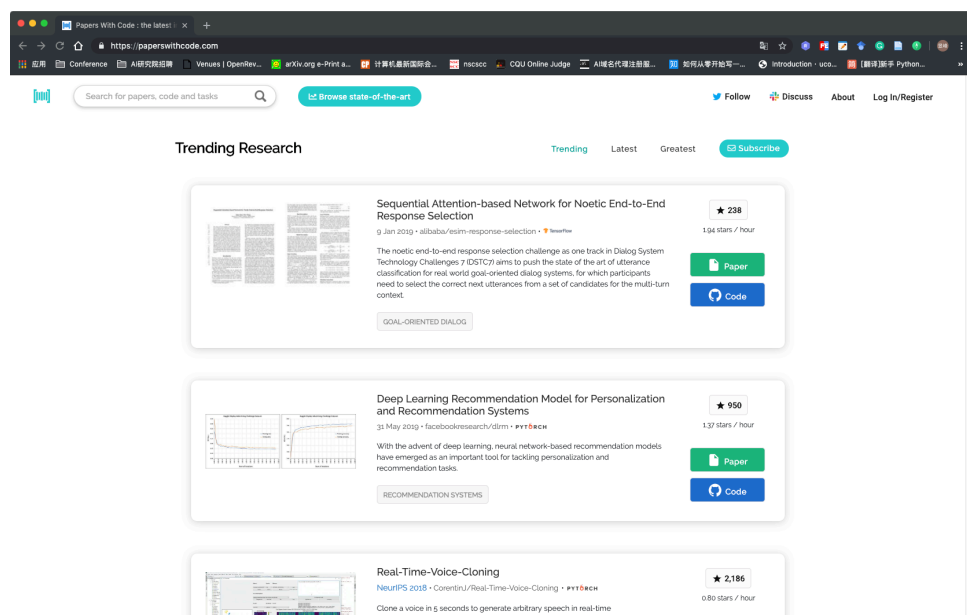 Papers With Code : the latest i
https://paperswithcode.com
应用 Conference AI研究院招聘 Venues | OpenRev... arXiv.org e-Print a... 计算机最新国际会... nscscc CQU Online Judge AI域名代理注册服... 如何从零开始写一... Introduction · uco... [翻译]新手 Python... »
Search for papers, code and tasks
Browse state-of-the-art
Follow Discuss About Log In/Register
Trending Research
Trending Latest Greatest Subscribe
Sequential Attention-based Network for Noetic End-to-End
Response Selection
9 Jan 2019 • alibaba/esim-response-selection • TensorFlow
The noetic end-to-end response selection challenge as one track in Dialog System
Technology Challenges 7 (DSTC7) aims to push the state of the art of utterance
classification for real world goal-oriented dialog systems, for which participants
need to select the correct next utterances from a set of candidates for the multi-turn
context.
GOAL-ORIENTED DIALOG
★ 238
1.94 stars / hour
Paper
Code
Deep Learning Recommendation Model for Personalization
and Recommendation Systems
31 May 2019 • facebookresearch/dlrm • PYTORCH
With the advent of deep learning, neural network-based recommendation models
have emerged as an important tool for tackling personalization and
recommendation tasks.
RECOMMENDATION SYSTEMS
★ 950
1.37 stars / hour
Paper
Code
Real-Time-Voice-Cloning
NeurIPS 2018 • CorentinJ/Real-Time-Voice-Cloning • PYTORCH
Clone a voice in 5 seconds to generate arbitrary speech in real-time
★ 2,186
0.80 stars / hour